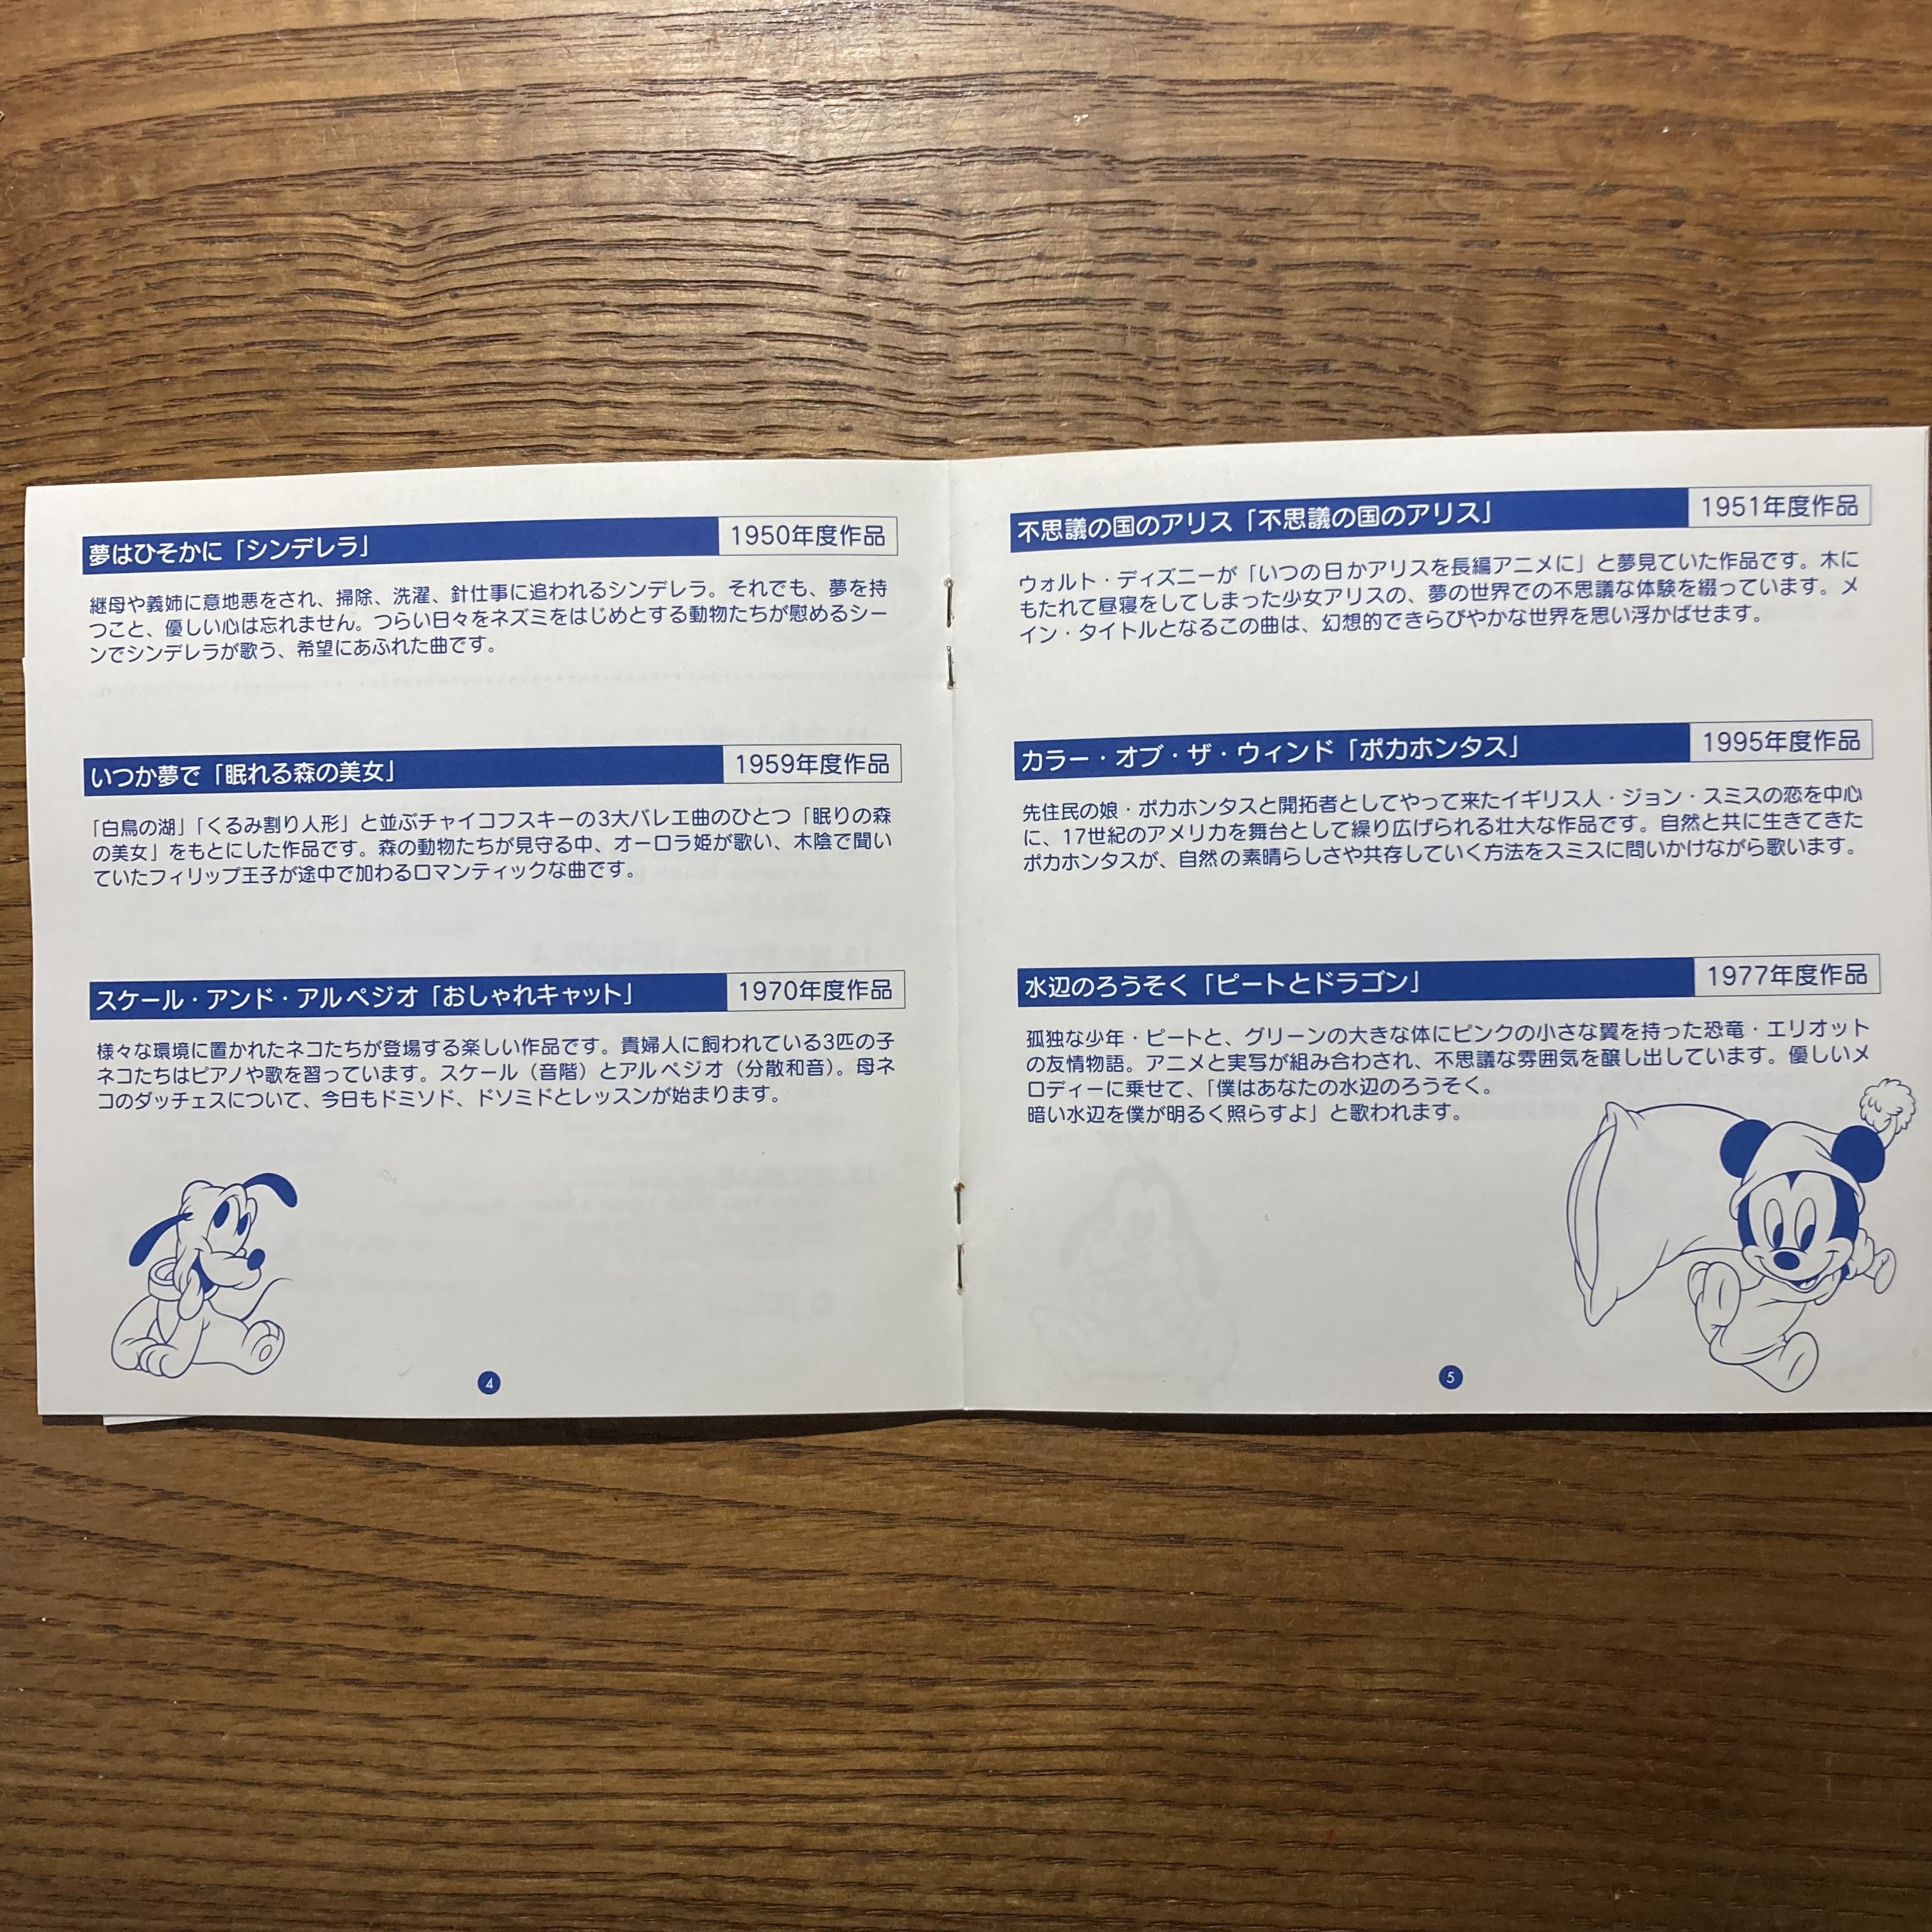 夢はひそかに「シンデレラ」
1950年度作品
継母や義姉に意地悪をされ、掃除、洗濯、針仕事に追われるシンデレラ。それでも、夢を持
つこと、優しい心は忘れません。つらい日々をネズミをはじめとする動物たちが慰めるシー
ンでシンデレラが歌う、希望にあふれた曲です。
いつか夢で「眠れる森の美女」
1959年度作品
「白鳥の湖」「くるみ割り人形」と並ぶチャイコフスキーの3大バレエ曲のひとつ「眠りの森
の美女」をもとにした作品です。森の動物たちが見守る中、オーロラ姫が歌い、木陰で聞い
ていたフィリップ王子が途中で加わるロマンティックな曲です。
スケール・アンド・アルペジオ「おしゃれキャット」
1970年度作品
様々な環境に置かれたネコたちが登場する楽しい作品です。貴婦人に飼われている3匹の子
ネコたちはピアノや歌を習っています。スケール（音階）とアルペジオ（分散和音）。母ネ
コのダッチェスについて、今日もドミソド、ドソミドとレッスンが始まります。
4
不思議の国のアリス「不思議の国のアリス」
1951年度作品
ウォルト・ディズニーが「いつの日かアリスを長編アニメに」と夢見ていた作品です。木に
もたれて昼寝をしてしまった少女アリスの、夢の世界での不思議な体験を綴っています。メ
イン・タイトルとなるこの曲は、幻想的できらびやかな世界を思い浮かばせます。
カラー・オブ・ザ・ウィンド「ポカホンタス」
1995年度作品
先住民の娘・ポカホンタスと開拓者としてやって来たイギリス人・ジョン・スミスの恋を中心
に、17世紀のアメリカを舞台として繰り広げられる壮大な作品です。自然と共に生きてきた
ポカホンタスが、自然の素晴らしさや共存していく方法をスミスに問いかけながら歌います。
水辺のろうそく「ピートとドラゴン」
1977年度作品
孤独な少年・ピートと、グリーンの大きな体にピンクの小さな翼を持った恐竜・エリオット
の友情物語。アニメと実写が組み合わされ、不思議な雰囲気を醸し出しています。優しいメ
ロディーに乗せて、「僕はあなたの水辺のろうそく。
暗い水辺を僕が明るく照らすよ」と歌われます。
5